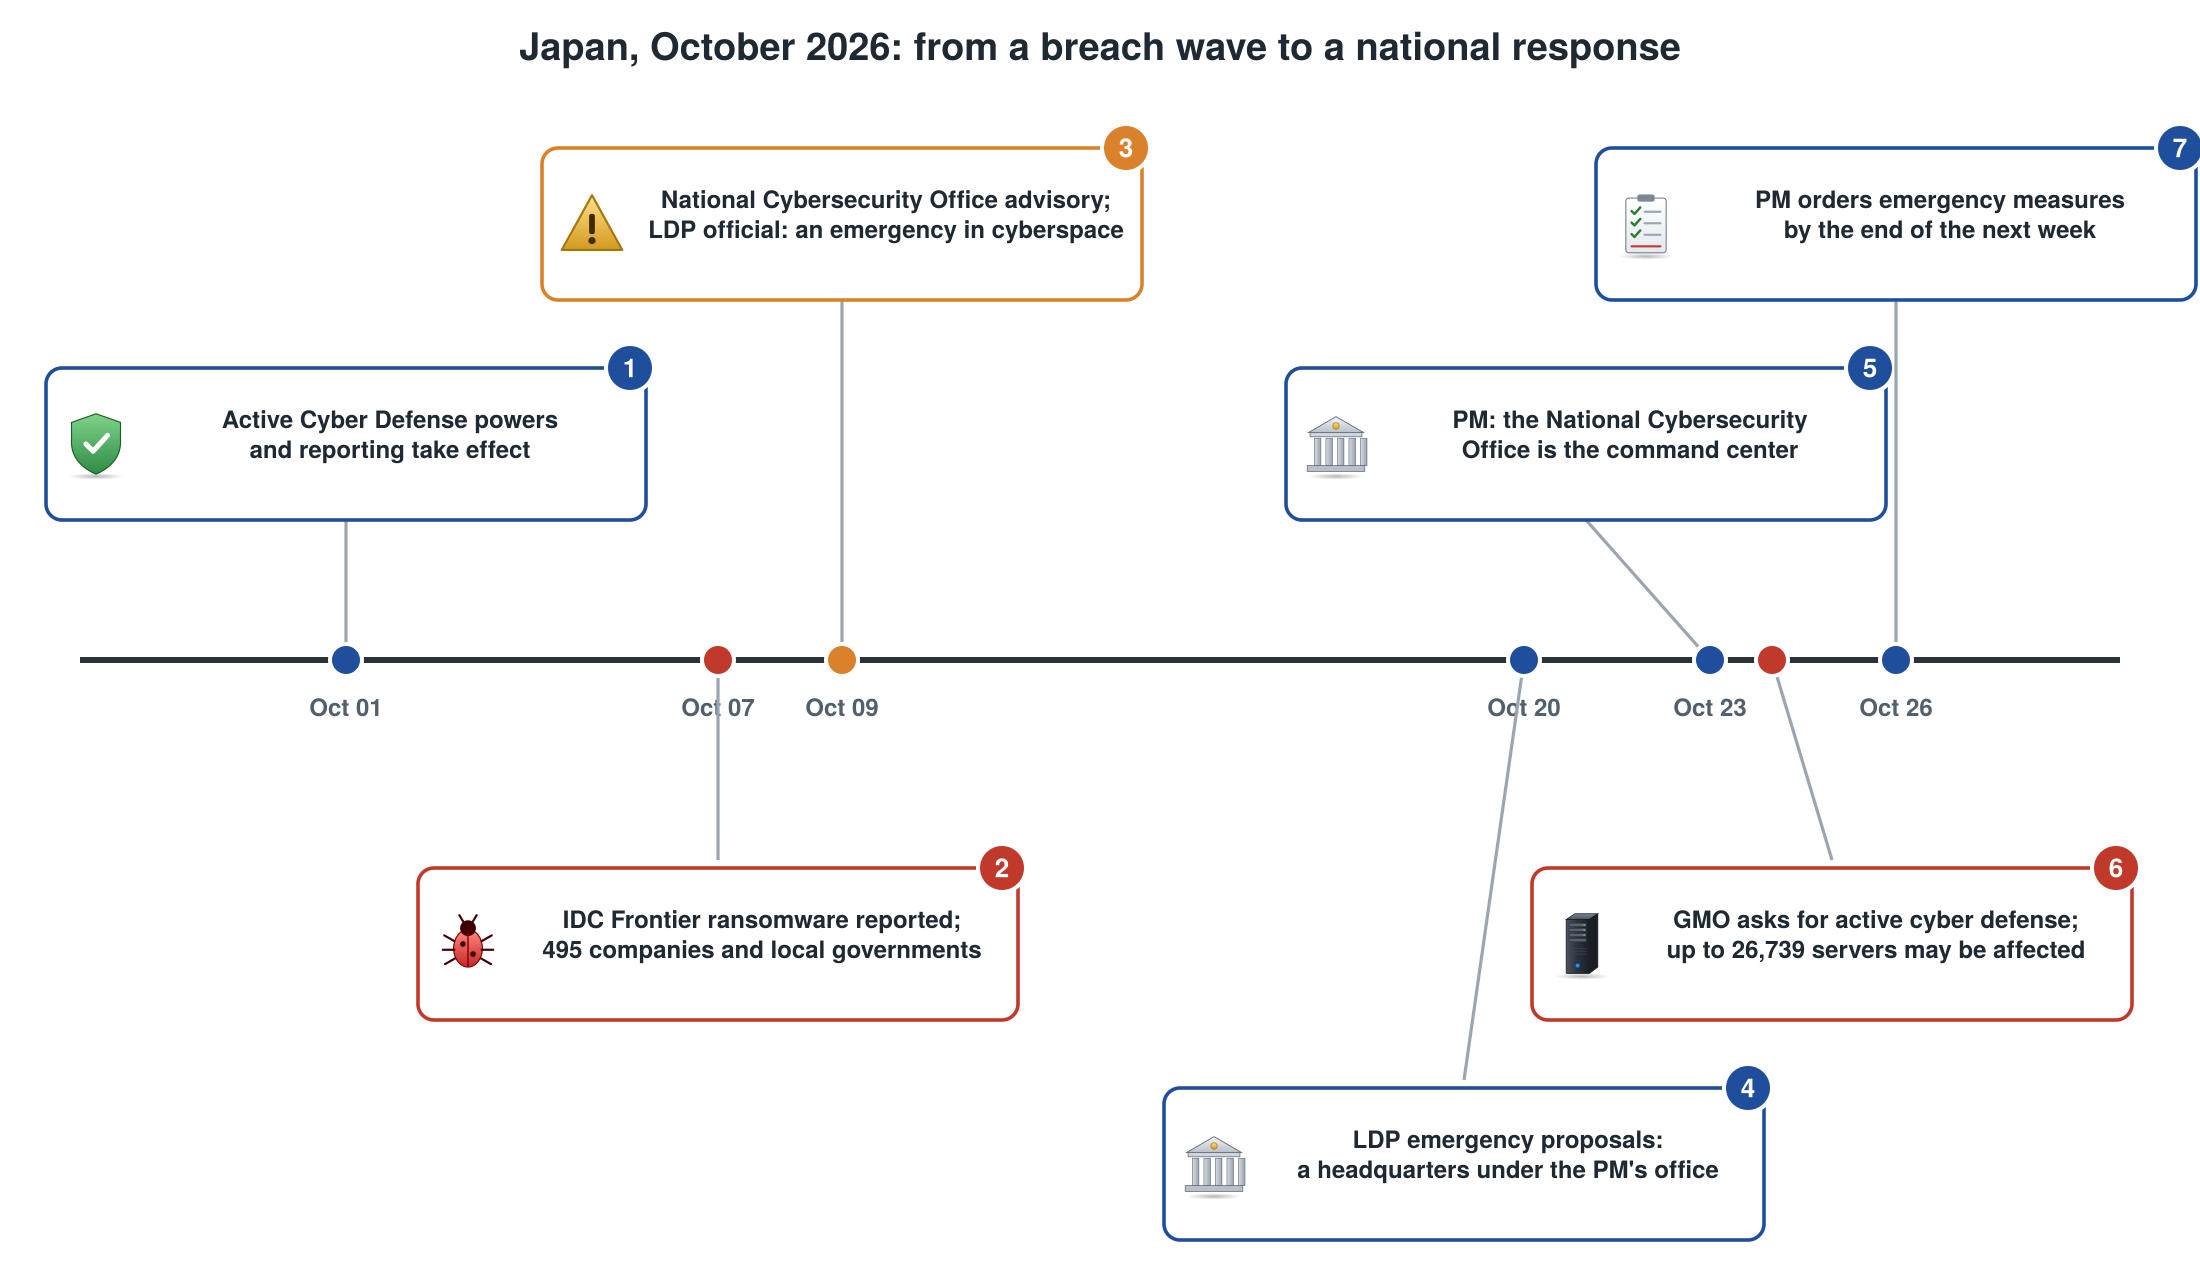 Japan, October 2026: from a breach wave to a national response
3
National Cybersecurity Office advisory;
LDP official: an emergency in cyberspace
7
PM orders emergency measures
by the end of the next week
1
Active Cyber Defense powers
and reporting take effect
5
PM: the National Cybersecurity
Office is the command center
Oct 01
Oct 07
Oct 09
Oct 20
Oct 23
Oct 26
2
IDC Frontier ransomware reported;
495 companies and local governments
6
GMO asks for active cyber defense;
up to 26,739 servers may be affected
4
LDP emergency proposals:
a headquarters under the PM's office